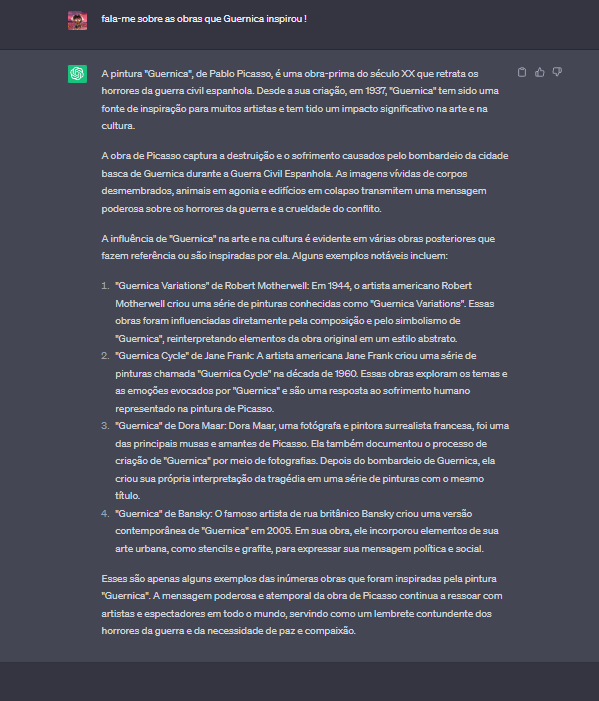 fala-me sobre as obras que Guernica inspirou !
A pintura "Guernica", de Pablo Picasso, é uma obra-prima do século XX que retrata os
horrores da guerra civil espanhola. Desde a sua criação, em 1937, "Guernica" tem sido uma
fonte de inspiração para muitos artistas e tem tido um impacto significativo na arte e na
cultura.
A obra de Picasso captura a destruição e o sofrimento causados pelo bombardeio da cidade
basca de Guernica durante a Guerra Civil Espanhola. As imagens vívidas de corpos
desmembrados, animais em agonia e edifícios em colapso transmitem uma mensagem
poderosa sobre os horrores da guerra e a crueldade do conflito.
A influência de "Guernica" na arte e na cultura é evidente em várias obras posteriores que
fazem referência ou são inspiradas por ela. Alguns exemplos notáveis incluem:
1. "Guernica Variations" de Robert Motherwell: Em 1944, o artista americano Robert
Motherwell criou uma série de pinturas conhecidas como "Guernica Variations". Essas
obras foram influenciadas diretamente pela composição e pelo simbolismo de
"Guernica", reinterpretando elementos da obra original em um estilo abstrato.
2. "Guernica Cycle" de Jane Frank: A artista americana Jane Frank criou uma série de
pinturas chamada "Guernica Cycle" na década de 1960. Essas obras exploram os temas e
as emoções evocados por "Guernica" e são uma resposta ao sofrimento humano
representado na pintura de Picasso.
3. "Guernica" de Dora Maar: Dora Maar, uma fotógrafa e pintora surrealista francesa, foi uma
das principais musas e amantes de Picasso. Ela também documentou o processo de
criação de "Guernica" por meio de fotografias. Depois do bombardeio de Guernica, ela
criou sua própria interpretação da tragédia em uma série de pinturas com o mesmo
título.
4. "Guernica" de Bansky: O famoso artista de rua britânico Bansky criou uma versão
contemporânea de "Guernica" em 2005. Em sua obra, ele incorporou elementos de sua
arte urbana, como stencils e grafite, para expressar sua mensagem política e social.
Esses são apenas alguns exemplos das inúmeras obras que foram inspiradas pela pintura
"Guernica". A mensagem poderosa e atemporal da obra de Picasso continua a ressoar com
artistas e espectadores em todo o mundo, servindo como um lembrete contundente dos
horrores da guerra e da necessidade de paz e compaixão.